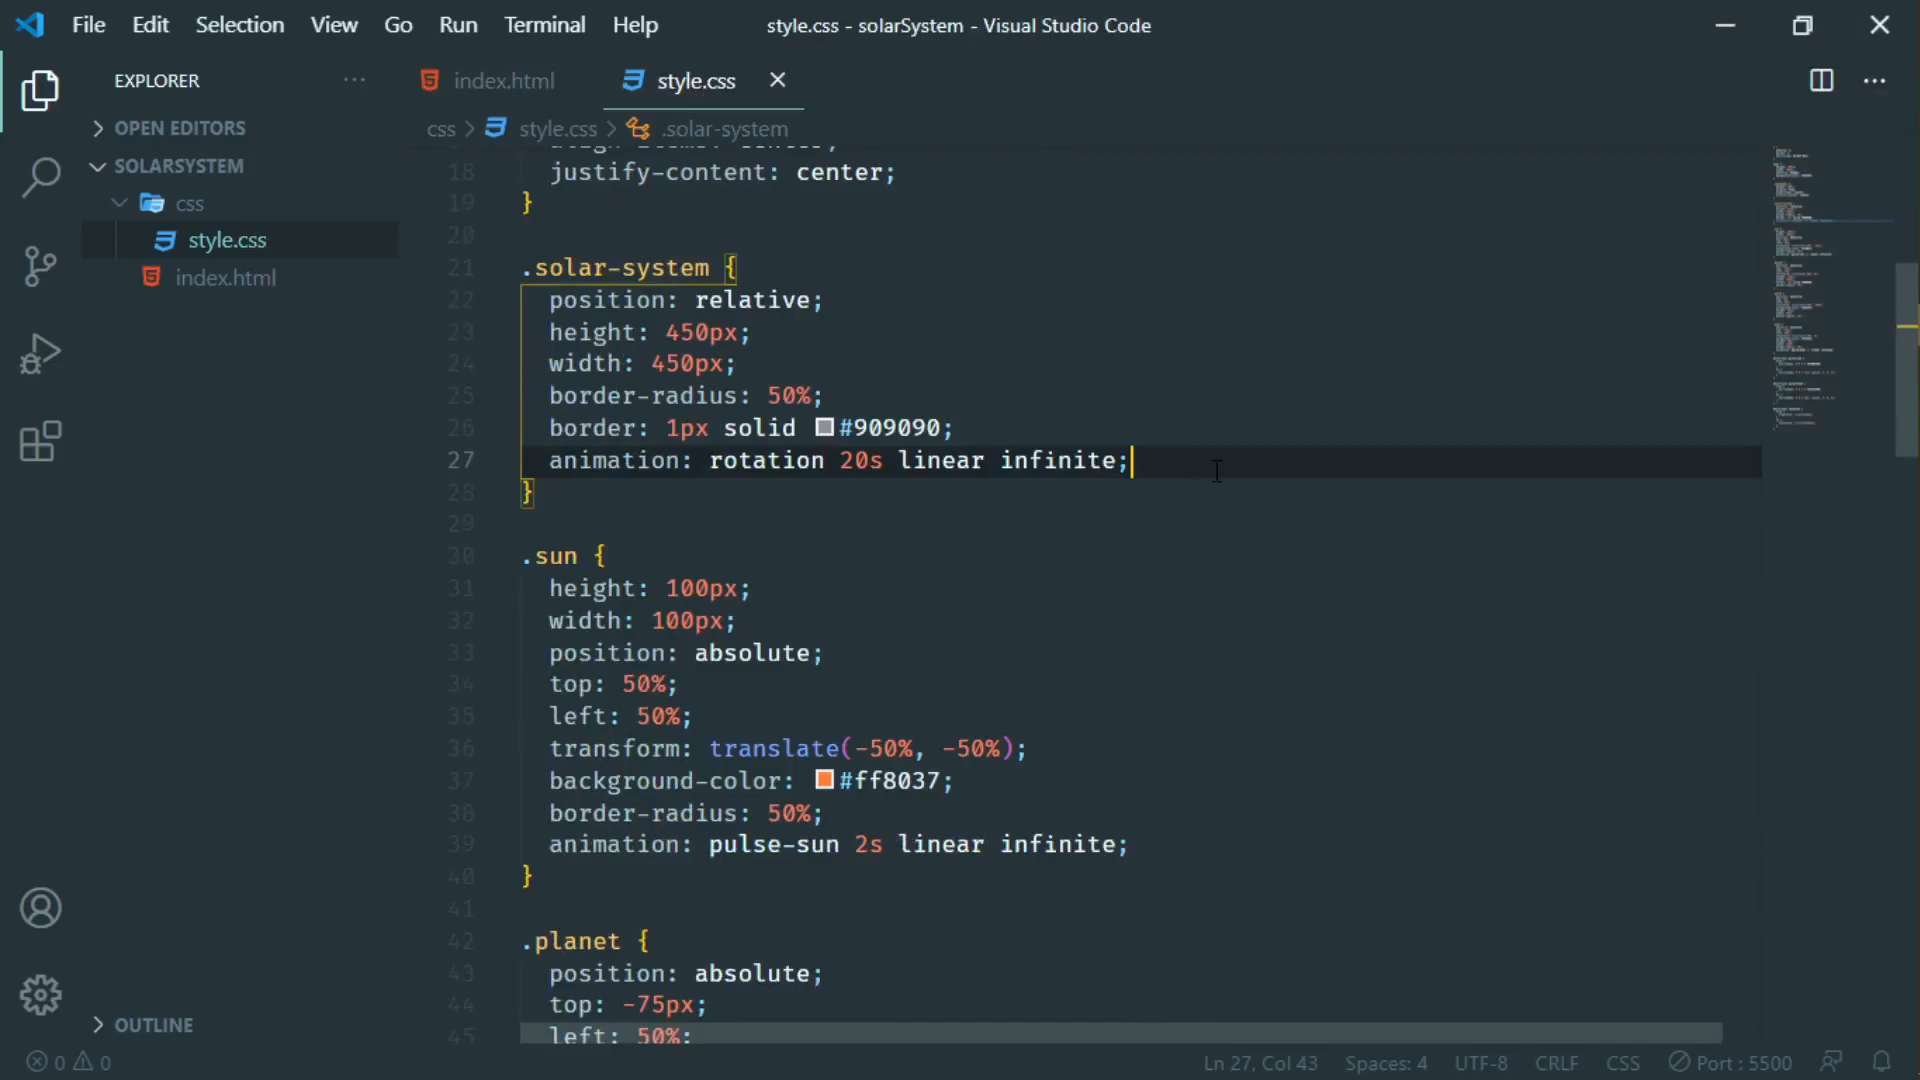 File Edit Selection View Go Run Terminal Help style.css - solarSystem - Visual Studio Code
EXPLORER
OPEN EDITORS
SOLARSYSTEM
css
style.css
index.html
OUTLINE
index.html style.css
css > style.css > .solar-system
18 justify-content: center;
19 }
20
21 .solar-system {
22 position: relative;
23 height: 450px;
24 width: 450px;
25 border-radius: 50%;
26 border: 1px solid #909090;
27 animation: rotation 20s linear infinite;
28 }
29
30 .sun {
31 height: 100px;
32 width: 100px;
33 position: absolute;
34 top: 50%;
35 left: 50%;
36 transform: translate(-50%, -50%);
37 background-color: #ff8037;
38 border-radius: 50%;
39 animation: pulse-sun 2s linear infinite;
40 }
41
42 .planet {
43 position: absolute;
44 top: -75px;
45 left: 50%;
0 0 Ln 27, Col 43 Spaces: 4 UTF-8 CRLF CSS Port : 5500